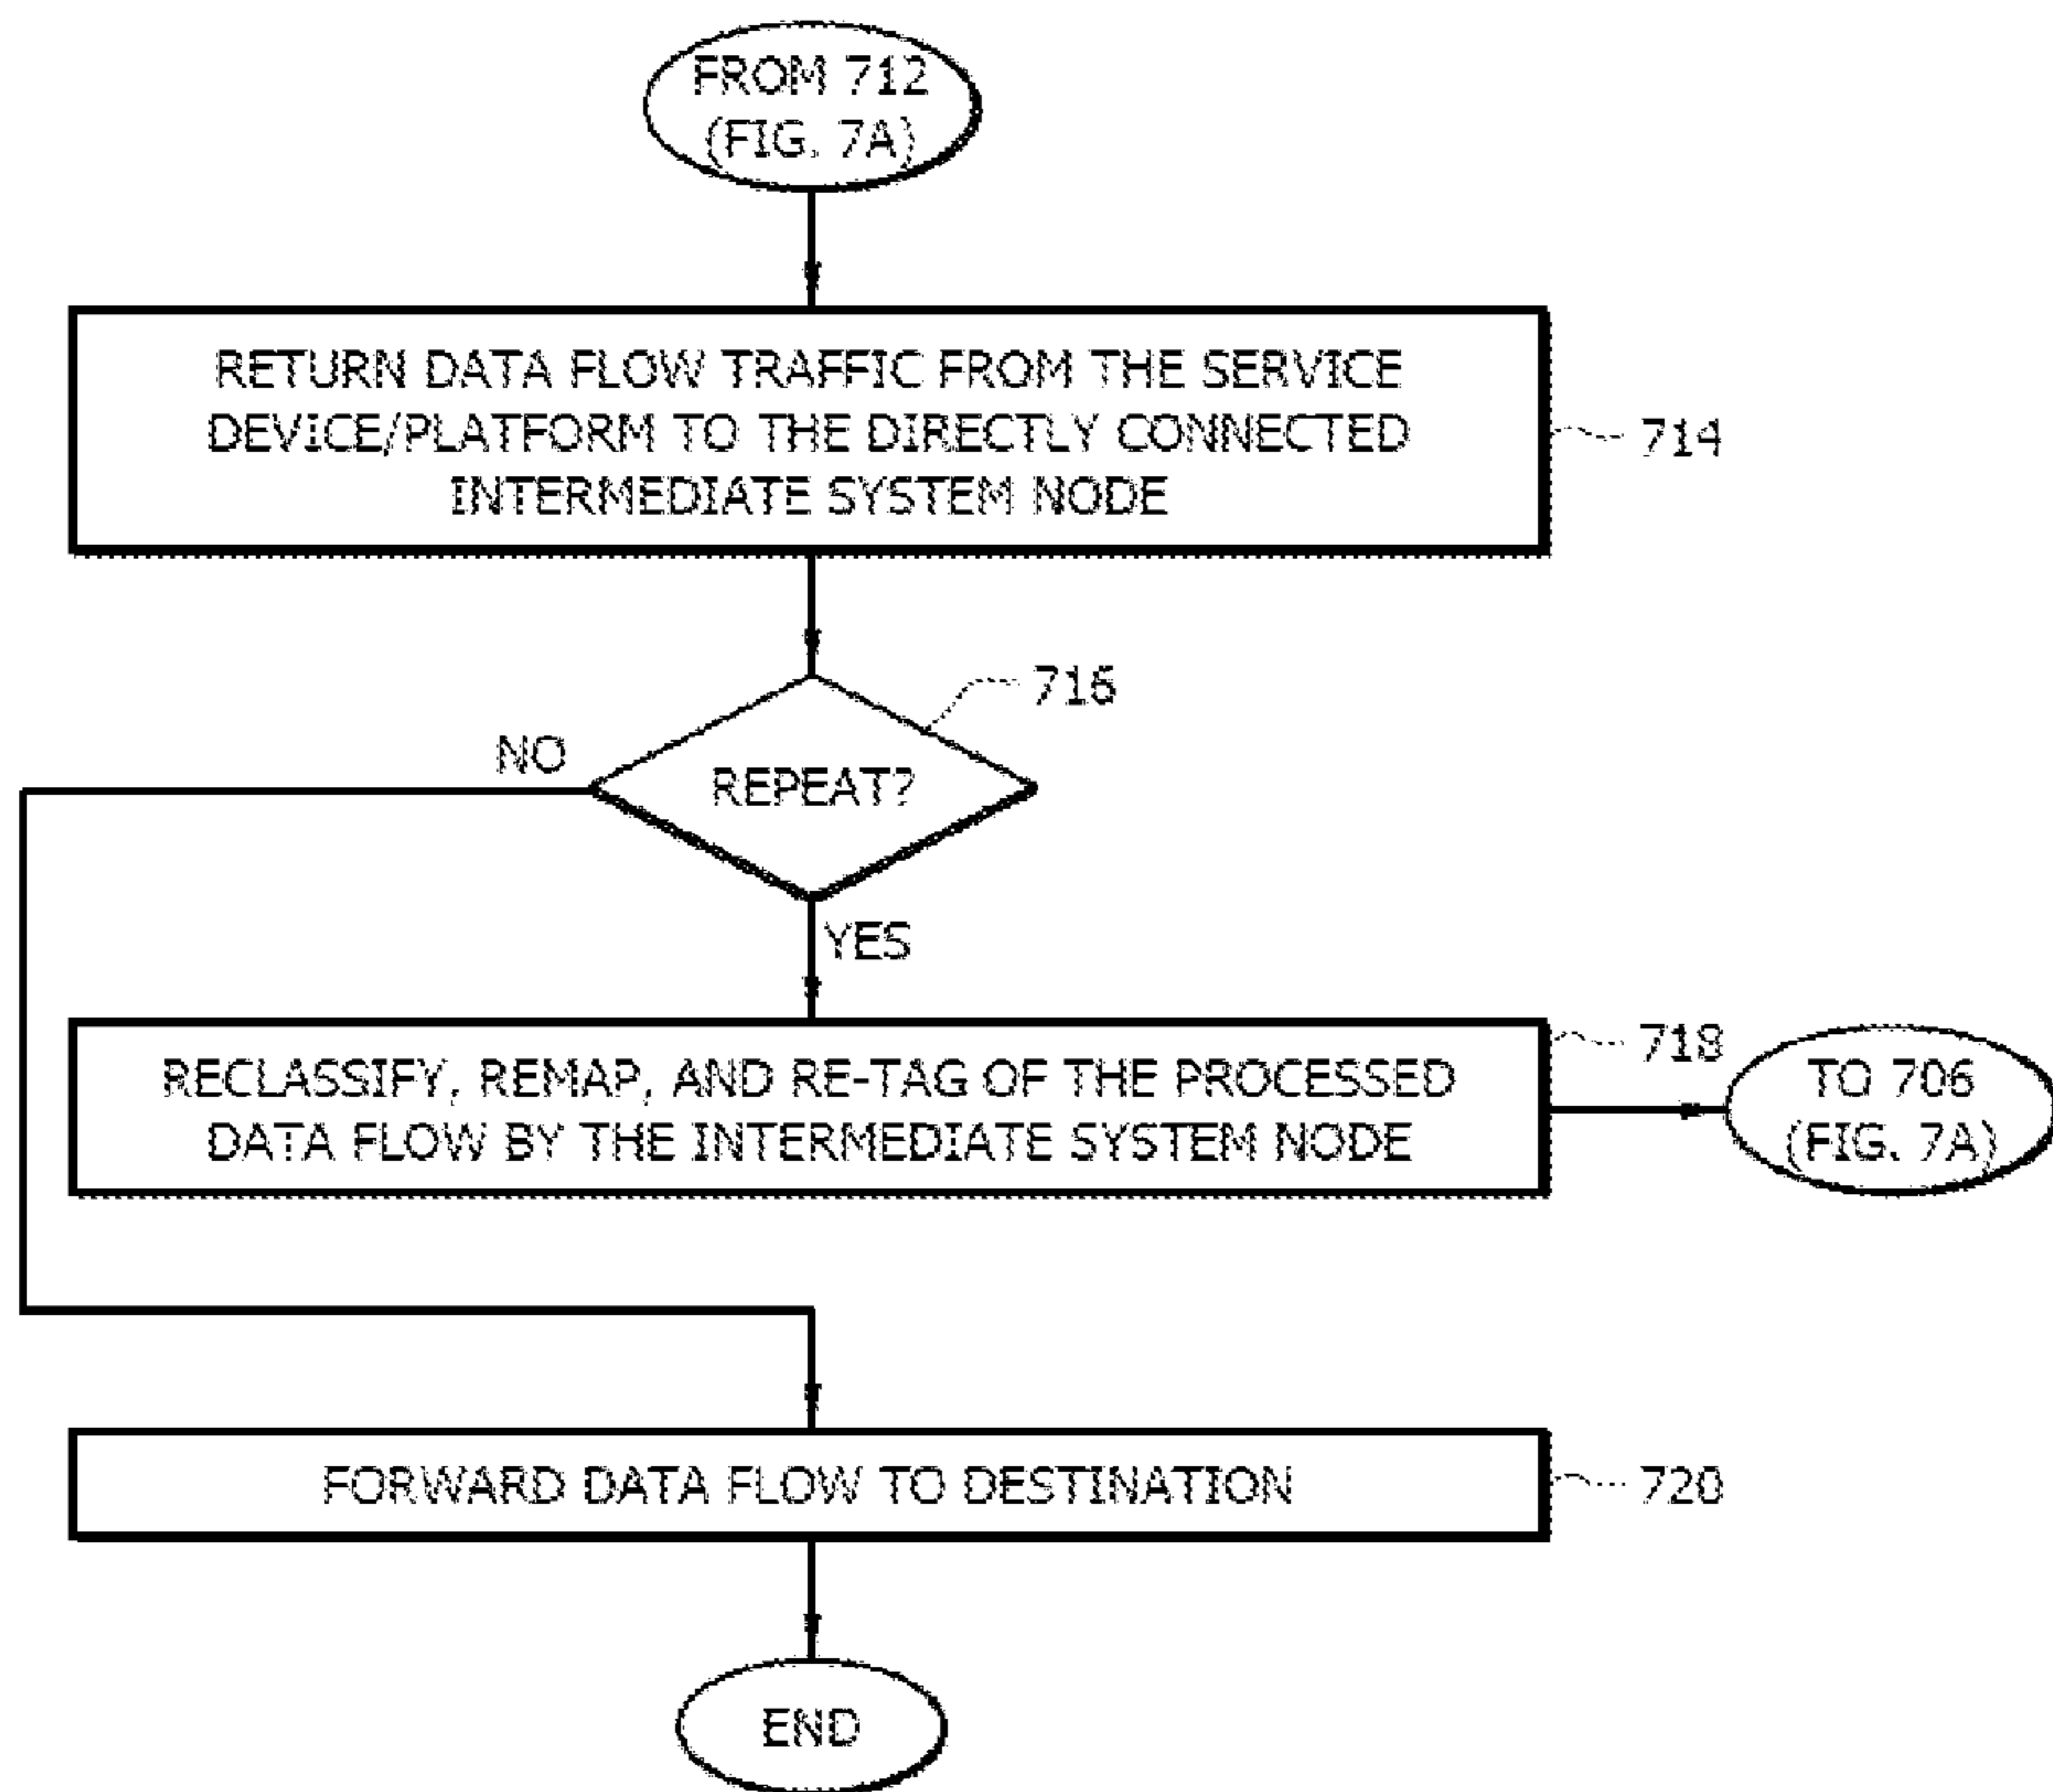 FROM 712
(FIG. 7A)
RETURN DATA FLOW TRAFFIC FROM THE SERVICE
DEVICE/PLATFORM TO THE DIRECTLY CONNECTED
INTERMEDIATE SYSTEM NODE
714
716
NO
REPEAT?
YES
RECLASSIFY, REMAP, AND RE-TAG OF THE PROCESSED
DATA FLOW BY THE INTERMEDIATE SYSTEM NODE
718
TO 706
(FIG. 7A)
FORWARD DATA FLOW TO DESTINATION
720
END